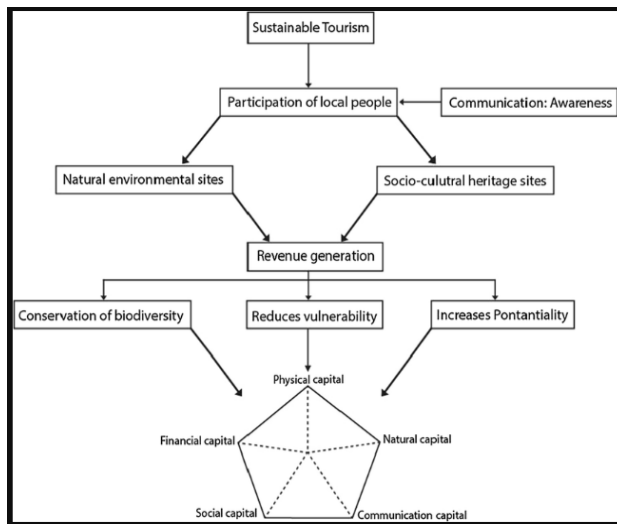 Sustainable Tourism
Participation of local people
Communication: Awareness
Natural environmental sites
Socio-culutral heritage sites
Revenue generation
Conservation of biodiversity
Reduces vulnerability
Increases Pontantiality
Physical capital
Financial capital
Natural capital
Social capital
Communication capital